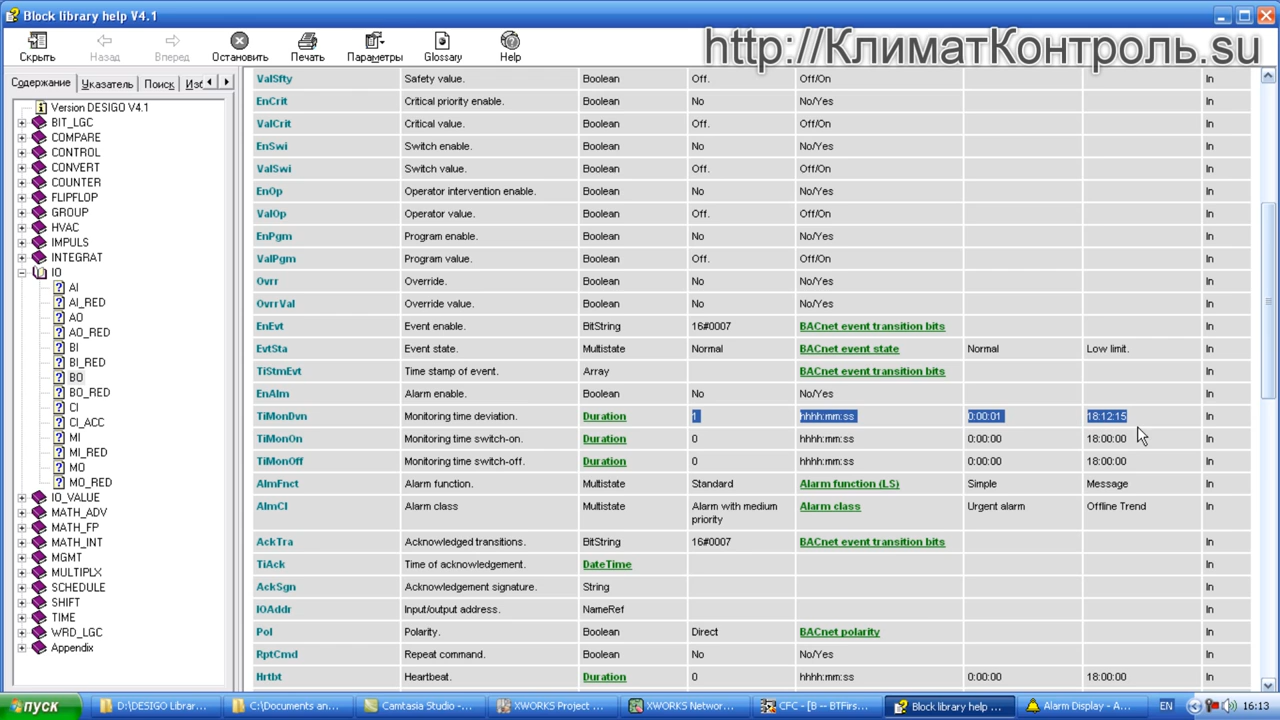 Block library help V4.1
http://КлиматКонтроль.su
Скрыть Назад Вперед Остановить Печать Параметры Glossary Help
Содержание Указатель Поиск Изб
Version DESIGO V4.1
BIT_LGC
COMPARE
CONTROL
CONVERT
COUNTER
FLIPFLOP
GROUP
HVAC
IMPULS
INTEGRAT
IO
AI
AI_RED
AO
AO_RED
BI
BI_RED
BO
BO_RED
CI
CI_ACC
MI
MI_RED
MO
MO_RED
IO_VALUE
MATH_ADV
MATH_FP
MATH_INT
MGMT
MULTIPLX
SCHEDULE
SHIFT
TIME
WRD_LGC
Appendix
ValSfty Safety value. Boolean Off. Off/On In
EnCrit Critical priority enable. Boolean No No/Yes In
ValCrit Critical value. Boolean Off. Off/On In
EnSwi Switch enable. Boolean No No/Yes In
ValSwi Switch value. Boolean Off. Off/On In
EnOp Operator intervention enable. Boolean No No/Yes In
ValOp Operator value. Boolean Off. Off/On In
EnPgm Program enable. Boolean No No/Yes In
ValPgm Program value. Boolean Off. Off/On In
Ovrr Override. Boolean No No/Yes In
OvrrVal Override value. Boolean No No/Yes In
EnEvt Event enable. BitString 16#0007 BACnet event transition bits In
EvtSta Event state. Multistate Normal BACnet event state Normal Low limit. In
TiStmEvt Time stamp of event. Array BACnet event transition bits In
EnAlm Alarm enable. Boolean No No/Yes In
TiMonDvn Monitoring time deviation. Duration 1 hhhh:mm:ss 0:00:01 18:12:15 In
TiMonOn Monitoring time switch-on. Duration 0 hhhh:mm:ss 0:00:00 18:00:00 In
TiMonOff Monitoring time switch-off. Duration 0 hhhh:mm:ss 0:00:00 18:00:00 In
AlmFnct Alarm function. Multistate Standard Alarm function (LS) Simple Message In
AlmCl Alarm class Multistate Alarm with medium priority Alarm class Urgent alarm Offline Trend In
AckTra Acknowledged transitions. BitString 16#0007 BACnet event transition bits In
TiAck Time of acknowledgement. DateTime In
AckSgn Acknowledgement signature. String In
IOAddr Input/output address. NameRef In
Pol Polarity. Boolean Direct BACnet polarity In
RptCmd Repeat command. Boolean No No/Yes In
Hrtbt Heartbeat. Duration 0 hhhh:mm:ss 0:00:00 18:00:00 In
пуск D:\DESIGO Librar... C:\Documents an... Camtasia Studio -... XWORKS Project ... XWORKS Networ... CFC - [B -- BTFirs... Block library help ... Alarm Display - A... EN 16:13